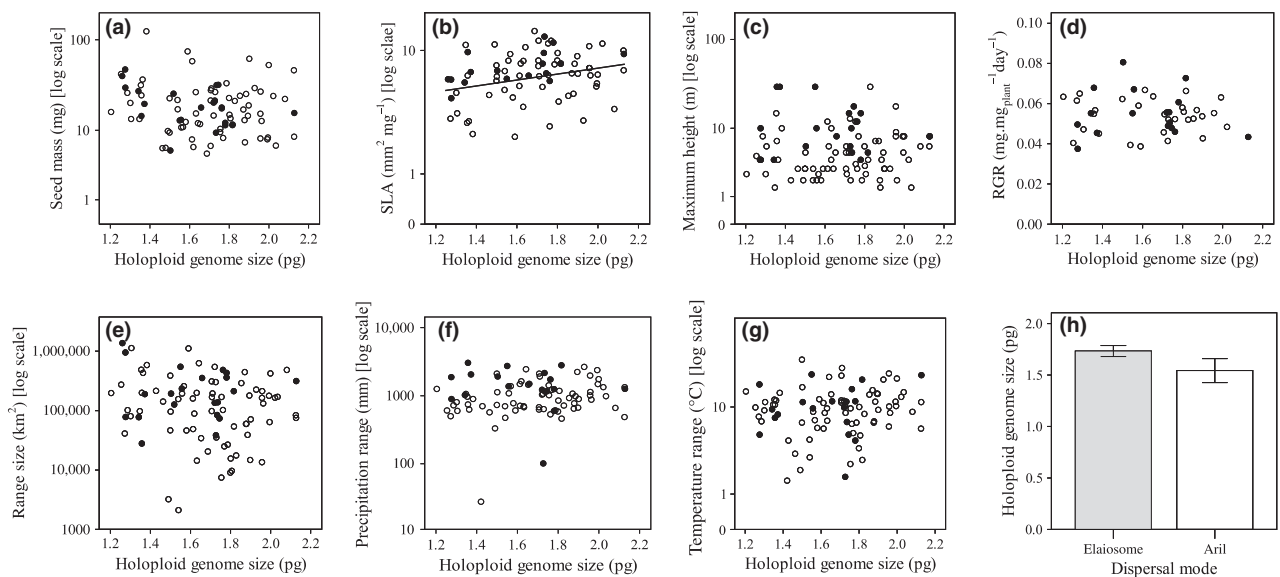 (a)
Seed mass (mg) [log scale]
100
10
1
1.2 1.4 1.6 1.8 2.0 2.2
Holoploid genome size (pg)
(b)
SLA (mm² mg⁻¹) [log sclae]
10
1
0
1.2 1.4 1.6 1.8 2.0 2.2
Holoploid genome size (pg)
(c)
Maximum height (m) [log scale]
100
10
1
0
1.2 1.4 1.6 1.8 2.0 2.2
Holoploid genome size (pg)
(d)
RGR (mg.mg plant⁻¹ day⁻¹)
0.10
0.08
0.06
0.04
0.02
0.00
1.2 1.4 1.6 1.8 2.0 2.2
Holoploid genome size (pg)
(e)
Range size (km²) [log scale]
1,000,000
100,000
10,000
1000
1.2 1.4 1.6 1.8 2.0 2.2
Holoploid genome size (pg)
(f)
Precipitation range (mm) [log scale]
10,000
1000
100
10
1.2 1.4 1.6 1.8 2.0 2.2
Holoploid genome size (pg)
(g)
Temperature range (°C) [log scale]
10
1
0
1.2 1.4 1.6 1.8 2.0 2.2
Holoploid genome size (pg)
(h)
Holoploid genome size (pg)
2.0
1.5
1.0
0.5
0.0
Elaiosome Aril
Dispersal mode